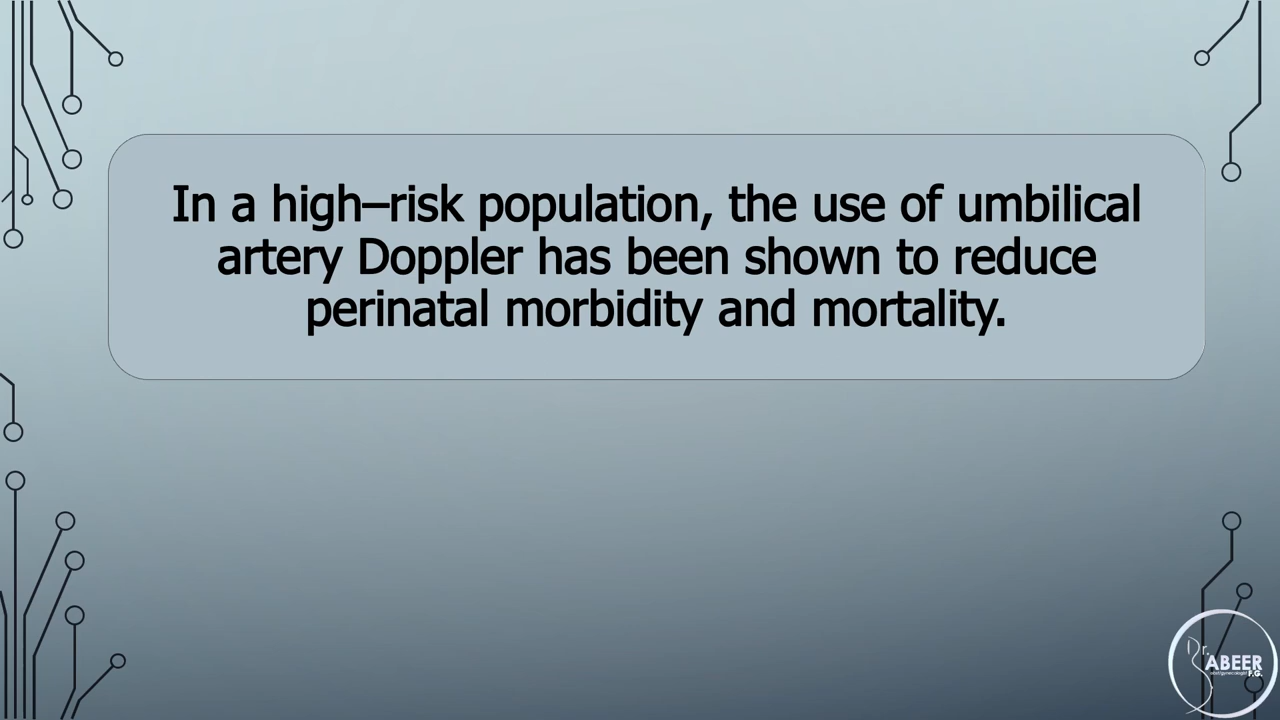 In a high–risk population, the use of umbilical
artery Doppler has been shown to reduce
perinatal morbidity and mortality.
Dr.
ABEER
F.G.